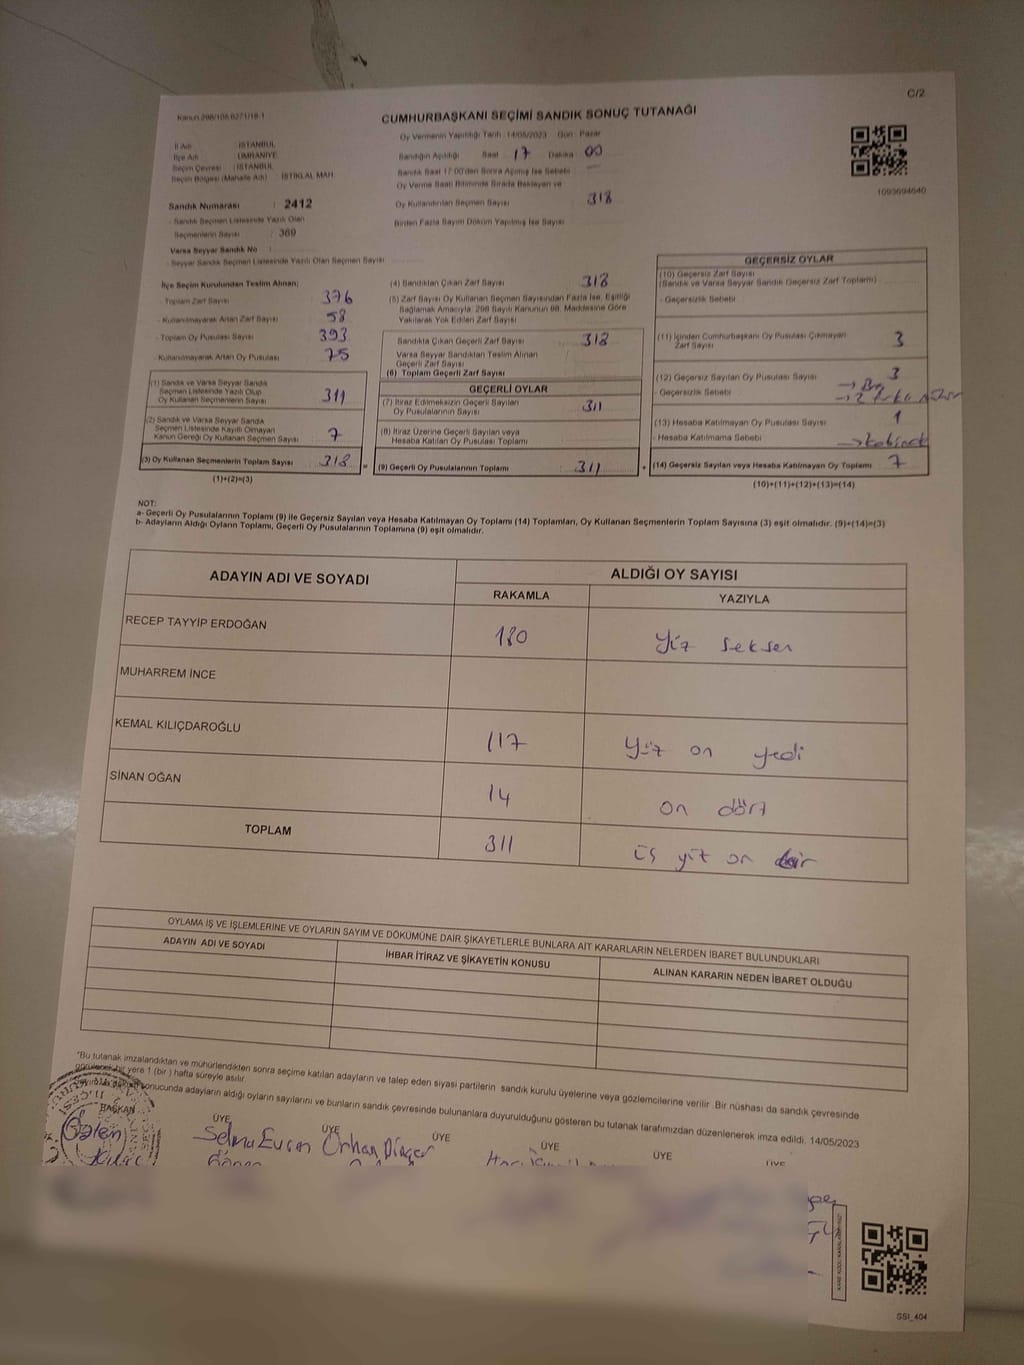 C/2
Kanun 298/105 6271/18-1
CUMHURBAŞKANI SEÇİMİ SANDIK SONUÇ TUTANAĞI
Oy Vermenin Yapıldığı Tarih : 14/05/2023 Gün : Pazar
İl Adı : İSTANBUL
İlçe Adı : ÜMRANİYE
Seçim Çevresi : İSTANBUL
Seçim Bölgesi (Mahalle Adı) : İSTİKLAL MAH.
Sandığın Açıldığı Saat : 17 Dakika : 00
Sandık Saat 17:00'den Sonra Açılmış İse Sebebi
Oy Verme Saati Bitiminde Sırada Bekleyen ve
Oy Kullandırılan Seçmen Sayısı : 318
Birden Fazla Sayım Döküm Yapılmış İse Sayısı
1093694640
Sandık Numarası : 2412
- Sandık Seçmen Listesinde Yazılı Olan
Seçmenlerin Sayısı : 369
Varsa Seyyar Sandık No :
- Seyyar Sandık Seçmen Listesinde Yazılı Olan Seçmen Sayısı :
İlçe Seçim Kurulundan Teslim Alınan;
- Toplam Zarf Sayısı 376
- Kullanılmayarak Artan Zarf Sayısı 58
- Toplam Oy Pusulası Sayısı 393
- Kullanılmayarak Artan Oy Pusulası 75
(1) Sandık ve Varsa Seyyar Sandık
Seçmen Listesinde Yazılı Olup
Oy Kullanan Seçmenlerin Sayısı 311
(2) Sandık ve Varsa Seyyar Sandık
Seçmen Listesinde Kayıtlı Olmayan
Kanun Gereği Oy Kullanan Seçmen Sayısı 7
(3) Oy Kullanan Seçmenlerin Toplam Sayısı 318
(1)+(2)=(3)
(4) Sandıktan Çıkan Zarf Sayısı 318
(5) Zarf Sayısı Oy Kullanan Seçmen Sayısından Fazla İse, Eşitliği
Sağlamak Amacıyla; 298 Sayılı Kanunun 98. Maddesine Göre
Yakılarak Yok Edilen Zarf Sayısı
Sandıkta Çıkan Geçerli Zarf Sayısı 318
Varsa Seyyar Sandıktan Teslim Alınan
Geçerli Zarf Sayısı
(6) Toplam Geçerli Zarf Sayısı
GEÇERLİ OYLAR
(7) İtiraz Edilmeksizin Geçerli Sayılan
Oy Pusulalarının Sayısı 311
(8) İtiraz Üzerine Geçerli Sayılan veya
Hesaba Katılan Oy Pusulası Toplamı
(9) Geçerli Oy Pusulalarının Toplamı : 311
GEÇERSİZ OYLAR
(10) Geçersiz Zarf Sayısı
(Sandık ve Varsa Seyyar Sandık Geçersiz Zarf Toplamı)
- Geçersizlik Sebebi
(11) İçinden Cumhurbaşkanı Oy Pusulası Çıkmayan
Zarf Sayısı 3
(12) Geçersiz Sayılan Oy Pusulası Sayısı 3
- Geçersizlik Sebebi
(13) Hesaba Katılmayan Oy Pusulası Sayısı 1
- Hesaba Katılmama Sebebi
(14) Geçersiz Sayılan veya Hesaba Katılmayan Oy Toplamı 7
(10)+(11)+(12)+(13)=(14)
NOT:
a- Geçerli Oy Pusulalarının Toplamı (9) ile Geçersiz Sayılan veya Hesaba Katılmayan Oy Toplamı (14) Toplamları, Oy Kullanan Seçmenlerin Toplam Sayısına (3) eşit olmalıdır. (9)+(14)=(3)
b- Adayların Aldığı Oyların Toplamı, Geçerli Oy Pusulalarının Toplamına (9) eşit olmalıdır.
ADAYIN ADI VE SOYADI ALDIĞI OY SAYISI
RAKAMLA YAZIYLA
RECEP TAYYİP ERDOĞAN 180 Yüz seksen
MUHARREM İNCE
KEMAL KILIÇDAROĞLU 117 Yüz on yedi
SİNAN OĞAN 14 on dört
TOPLAM 311 üç yüz on bir
OYLAMA İŞ VE İŞLEMLERİNE VE OYLARIN SAYIM VE DÖKÜMÜNE DAİR ŞİKAYETLERLE BUNLARA AİT KARARLARIN NELERDEN İBARET BULUNDUKLARI
ADAYIN ADI VE SOYADI İHBAR İTİRAZ VE ŞİKAYETİN KONUSU ALINAN KARARIN NEDEN İBARET OLDUĞU
"Bu tutanak imzalandıktan ve mühürlendikten sonra seçime katılan adayların ve talep eden siyasi partilerin sandık kurulu üyelerine veya gözlemcilerine verilir. Bir nüshası da sandık çevresinde
görülecek bir yere 1 (bir) hafta süreyle asılır.
sonucunda adayların aldığı oyların sayılarını ve bunların sandık çevresinde bulunanlara duyurulduğunu gösteren bu tutanak tarafımızdan düzenlenerek imza edildi. 14/05/2023
BAŞKAN ÜYE ÜYE ÜYE ÜYE ÜYE ÜYE
Selma Evsen Orhan Dinçer
SSI_404